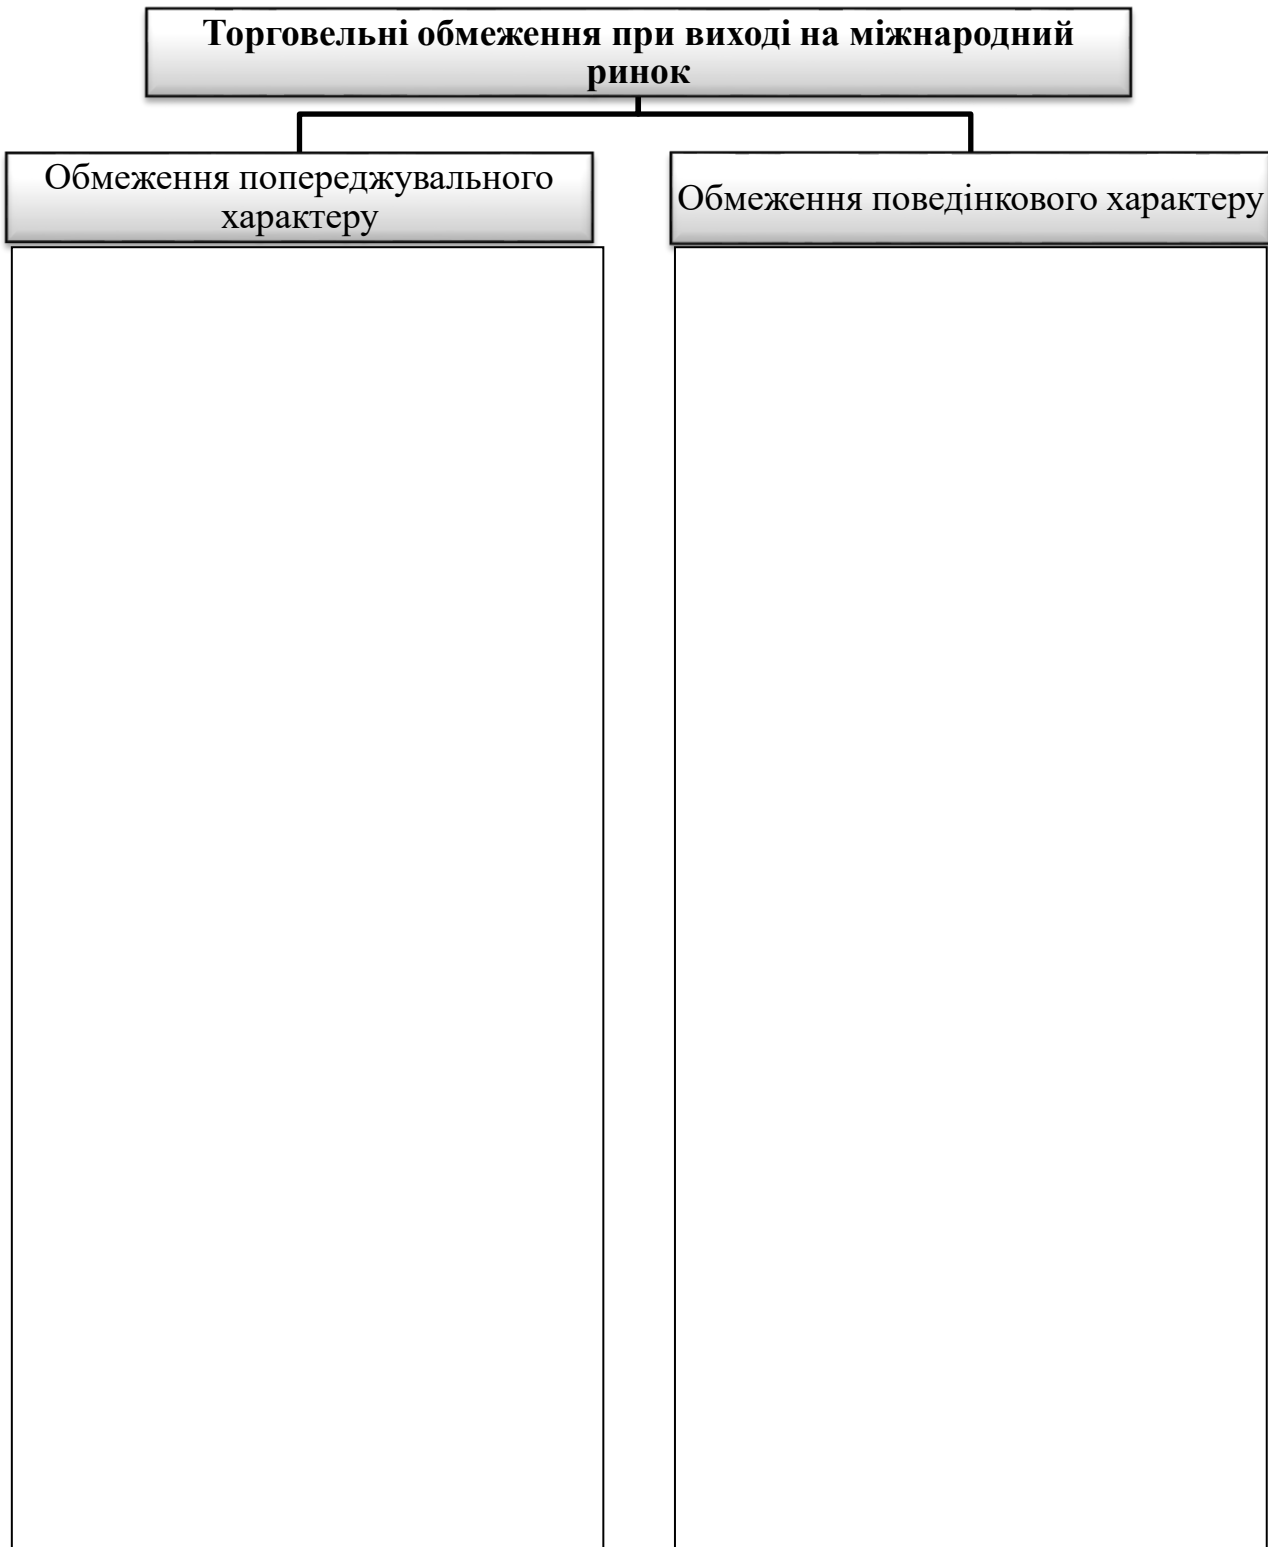 Торговельні обмеження при виході на міжнародний
ринок
Обмеження попереджувального
характеру
Обмеження поведінкового характеру